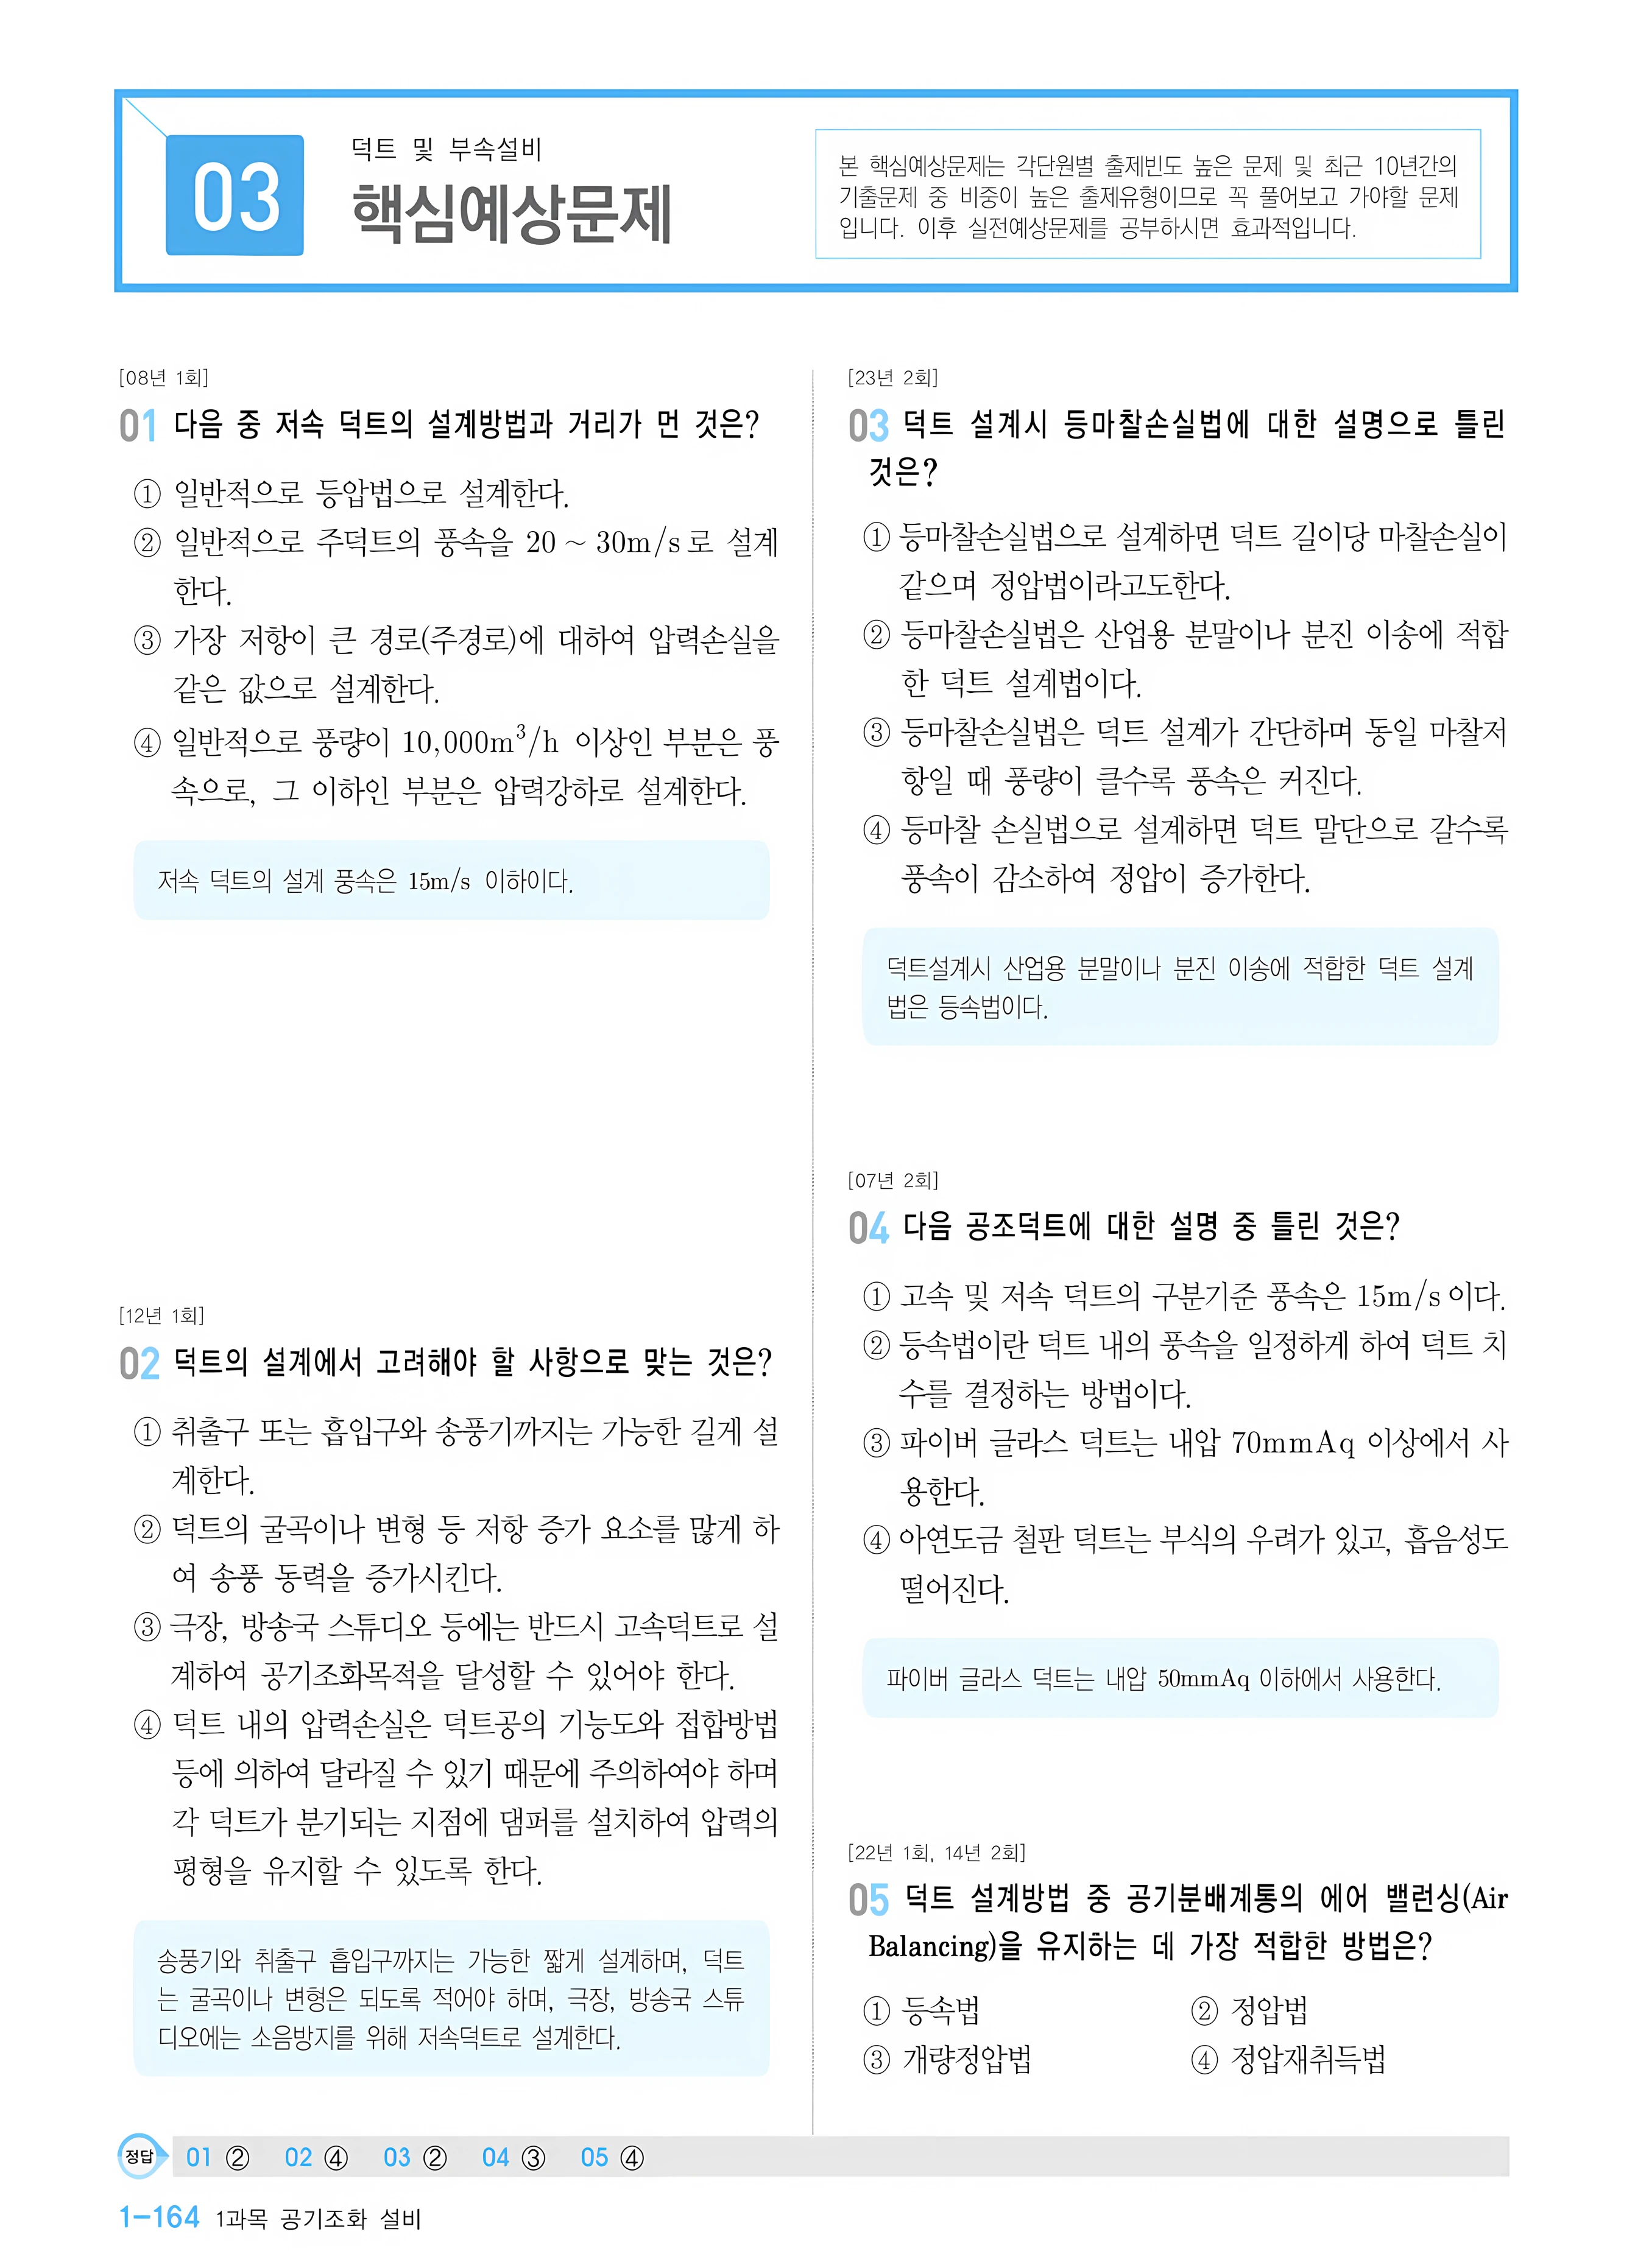 03
덕트 및 부속설비
핵심예상문제
본 핵심예상문제는 각단원별 출제빈도 높은 문제 및 최근 10년간의
기출문제 중 비중이 높은 출제유형이므로 꼭 풀어보고 가야할 문제
입니다. 이후 실전예상문제를 공부하시면 효과적입니다.
[08년 1회]
01 다음 중 저속 덕트의 설계방법과 거리가 먼 것은?
① 일반적으로 등압법으로 설계한다.
② 일반적으로 주덕트의 풍속을 20 ~ 30m/s로 설계
한다.
③ 가장 저항이 큰 경로(주경로)에 대하여 압력손실을
같은 값으로 설계한다.
④ 일반적으로 풍량이 10,000m³/h 이상인 부분은 풍
속으로, 그 이하인 부분은 압력강하로 설계한다.
저속 덕트의 설계 풍속은 15m/s 이하이다.
[12년 1회]
02 덕트의 설계에서 고려해야 할 사항으로 맞는 것은?
① 취출구 또는 흡입구와 송풍기까지는 가능한 길게 설
계한다.
② 덕트의 굴곡이나 변형 등 저항 증가 요소를 많게 하
여 송풍 동력을 증가시킨다.
③ 극장, 방송국 스튜디오 등에는 반드시 고속덕트로 설
계하여 공기조화목적을 달성할 수 있어야 한다.
④ 덕트 내의 압력손실은 덕트공의 기능도와 접합방법
등에 의하여 달라질 수 있기 때문에 주의하여야 하며
각 덕트가 분기되는 지점에 댐퍼를 설치하여 압력의
평형을 유지할 수 있도록 한다.
송풍기와 취출구 흡입구까지는 가능한 짧게 설계하며, 덕트
는 굴곡이나 변형은 되도록 적어야 하며, 극장, 방송국 스튜
디오에는 소음방지를 위해 저속덕트로 설계한다.
[23년 2회]
03 덕트 설계시 등마찰손실법에 대한 설명으로 틀린
것은?
① 등마찰손실법으로 설계하면 덕트 길이당 마찰손실이
같으며 정압법이라고도한다.
② 등마찰손실법은 산업용 분말이나 분진 이송에 적합
한 덕트 설계법이다.
③ 등마찰손실법은 덕트 설계가 간단하며 동일 마찰저
항일 때 풍량이 클수록 풍속은 커진다.
④ 등마찰 손실법으로 설계하면 덕트 말단으로 갈수록
풍속이 감소하여 정압이 증가한다.
덕트설계시 산업용 분말이나 분진 이송에 적합한 덕트 설계
법은 등속법이다.
[07년 2회]
04 다음 공조덕트에 대한 설명 중 틀린 것은?
① 고속 및 저속 덕트의 구분기준 풍속은 15m/s이다.
② 등속법이란 덕트 내의 풍속을 일정하게 하여 덕트 치
수를 결정하는 방법이다.
③ 파이버 글라스 덕트는 내압 70mmAq 이상에서 사
용한다.
④ 아연도금 철판 덕트는 부식의 우려가 있고, 흡음성도
떨어진다.
파이버 글라스 덕트는 내압 50mmAq 이하에서 사용한다.
[22년 1회, 14년 2회]
05 덕트 설계방법 중 공기분배계통의 에어 밸런싱(Air
Balancing)을 유지하는 데 가장 적합한 방법은?
① 등속법 ② 정압법
③ 개량정압법 ④ 정압재취득법
정답 01 ② 02 ④ 03 ② 04 ③ 05 ④
1-164 1과목 공기조화 설비